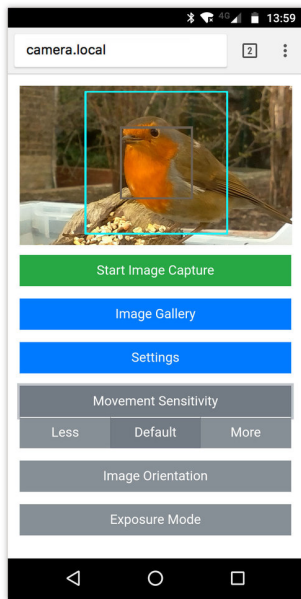 4G 13:59
camera.local 2
Start Image Capture
Image Gallery
Settings
Movement Sensitivity
Less Default More
Image Orientation
Exposure Mode